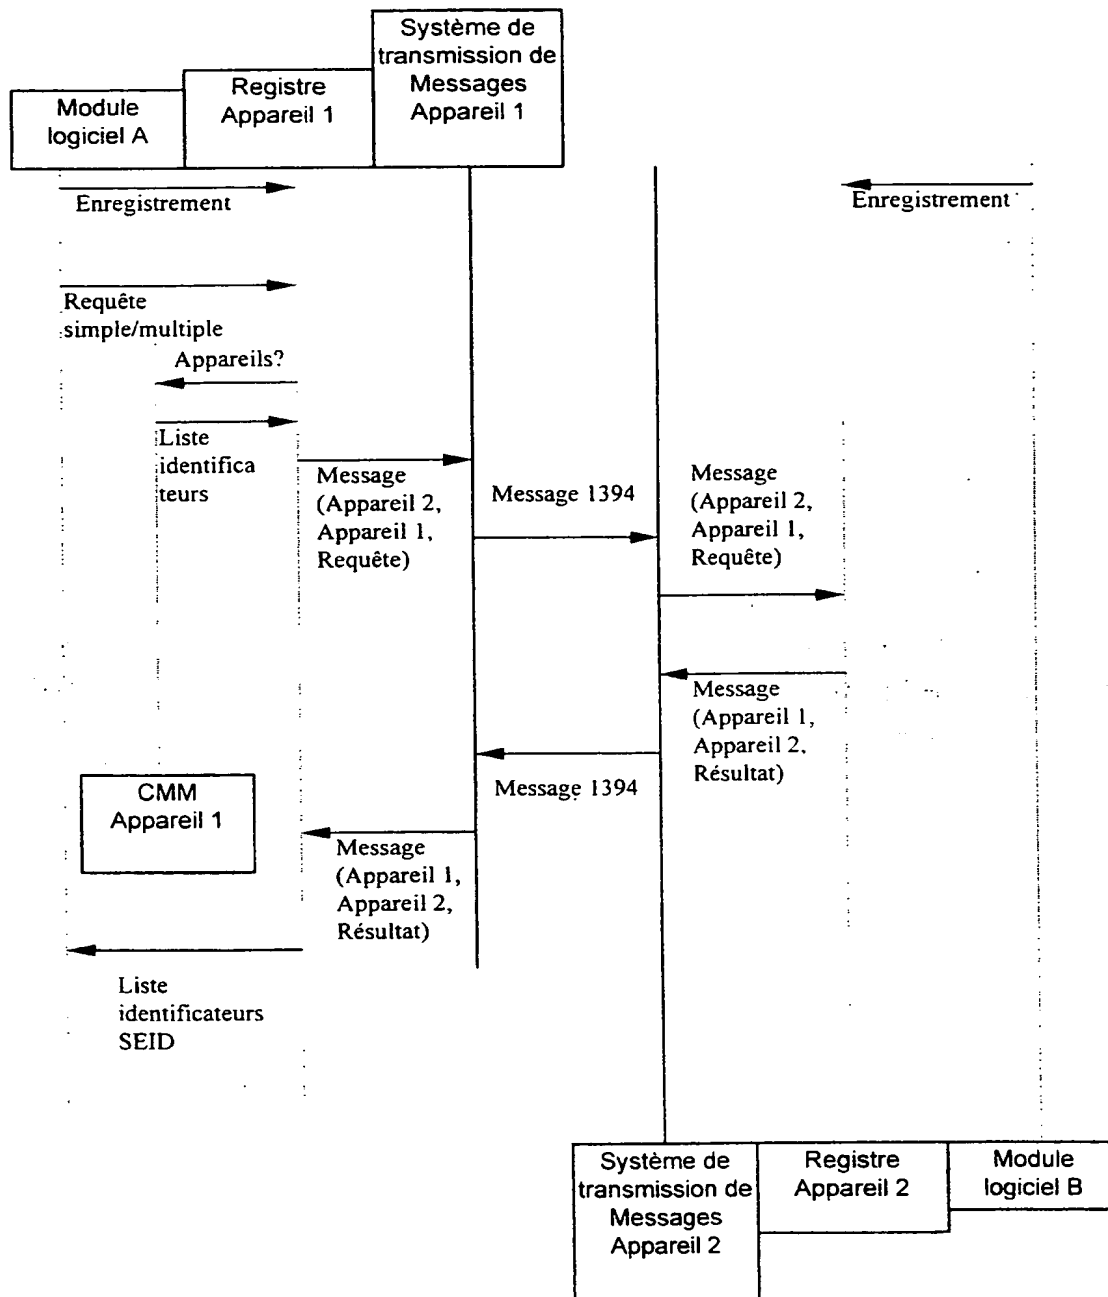 Système de
transmission de
Messages
Appareil 1
Registre
Appareil 1
Module
logiciel A
Enregistrement
Enregistrement
Requête
simple/multiple
Appareils?
Liste
identifica
teurs
Message
(Appareil 2,
Appareil 1,
Requête)
Message 1394
Message
(Appareil 2,
Appareil 1,
Requête)
Message
(Appareil 1,
Appareil 2,
Résultat)
Message 1394
CMM
Appareil 1
Message
(Appareil 1,
Appareil 2,
Résultat)
Liste
identificateurs
SEID
Système de
transmission de
Messages
Appareil 2
Registre
Appareil 2
Module
logiciel B